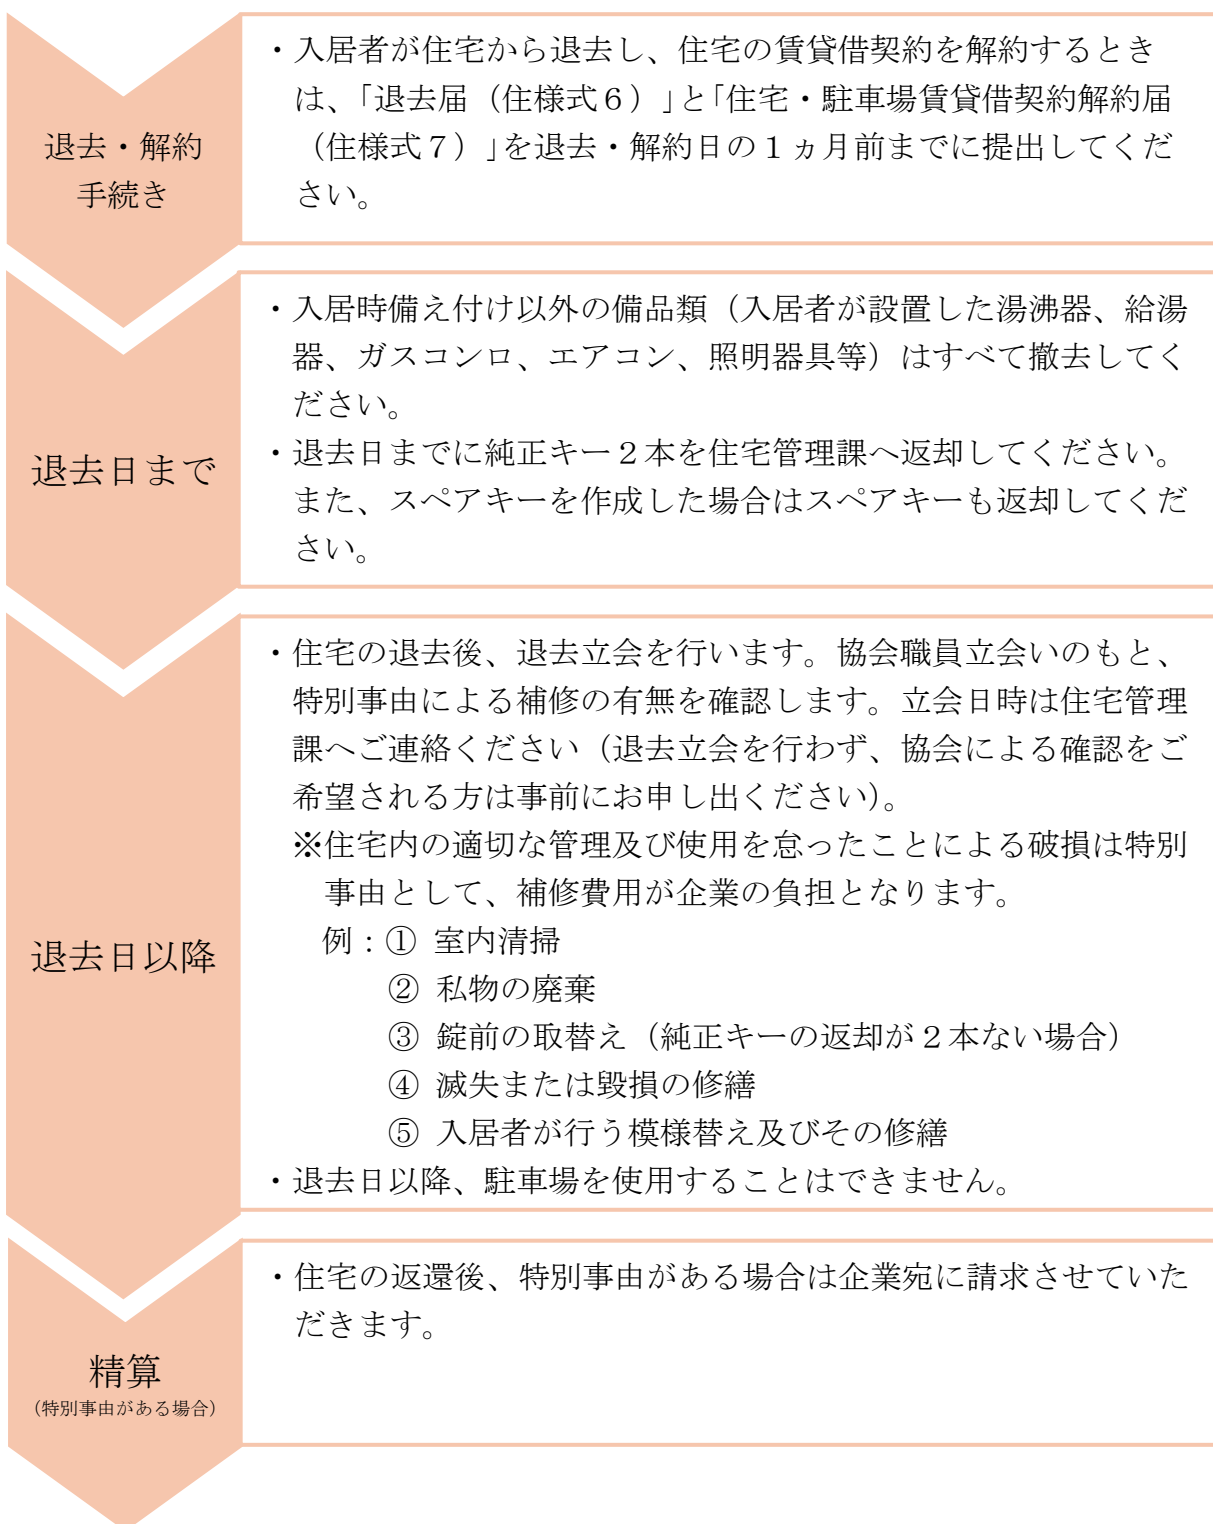 退去・解約
手続き
・入居者が住宅から退去し、住宅の賃貸借契約を解約するとき
は、「退去届（住様式６）」と「住宅・駐車場賃貸借契約解約届
（住様式７）」を退去・解約日の１ヵ月前までに提出してくだ
さい。
退去日まで
・入居時備え付け以外の備品類（入居者が設置した湯沸器、給湯
器、ガスコンロ、エアコン、照明器具等）はすべて撤去してく
ださい。
・退去日までに純正キー２本を住宅管理課へ返却してください。
また、スペアキーを作成した場合はスペアキーも返却してくだ
さい。
退去日以降
・住宅の退去後、退去立会を行います。協会職員立会いのもと、
特別事由による補修の有無を確認します。立会日時は住宅管理
課へご連絡ください（退去立会を行わず、協会による確認をご
希望される方は事前にお申し出ください）。
※住宅内の適切な管理及び使用を怠ったことによる破損は特別
事由として、補修費用が企業の負担となります。
例：① 室内清掃
② 私物の廃棄
③ 錠前の取替え（純正キーの返却が２本ない場合）
④ 滅失または毀損の修繕
⑤ 入居者が行う模様替え及びその修繕
・退去日以降、駐車場を使用することはできません。
精算
（特別事由がある場合）
・住宅の返還後、特別事由がある場合は企業宛に請求させていた
だきます。